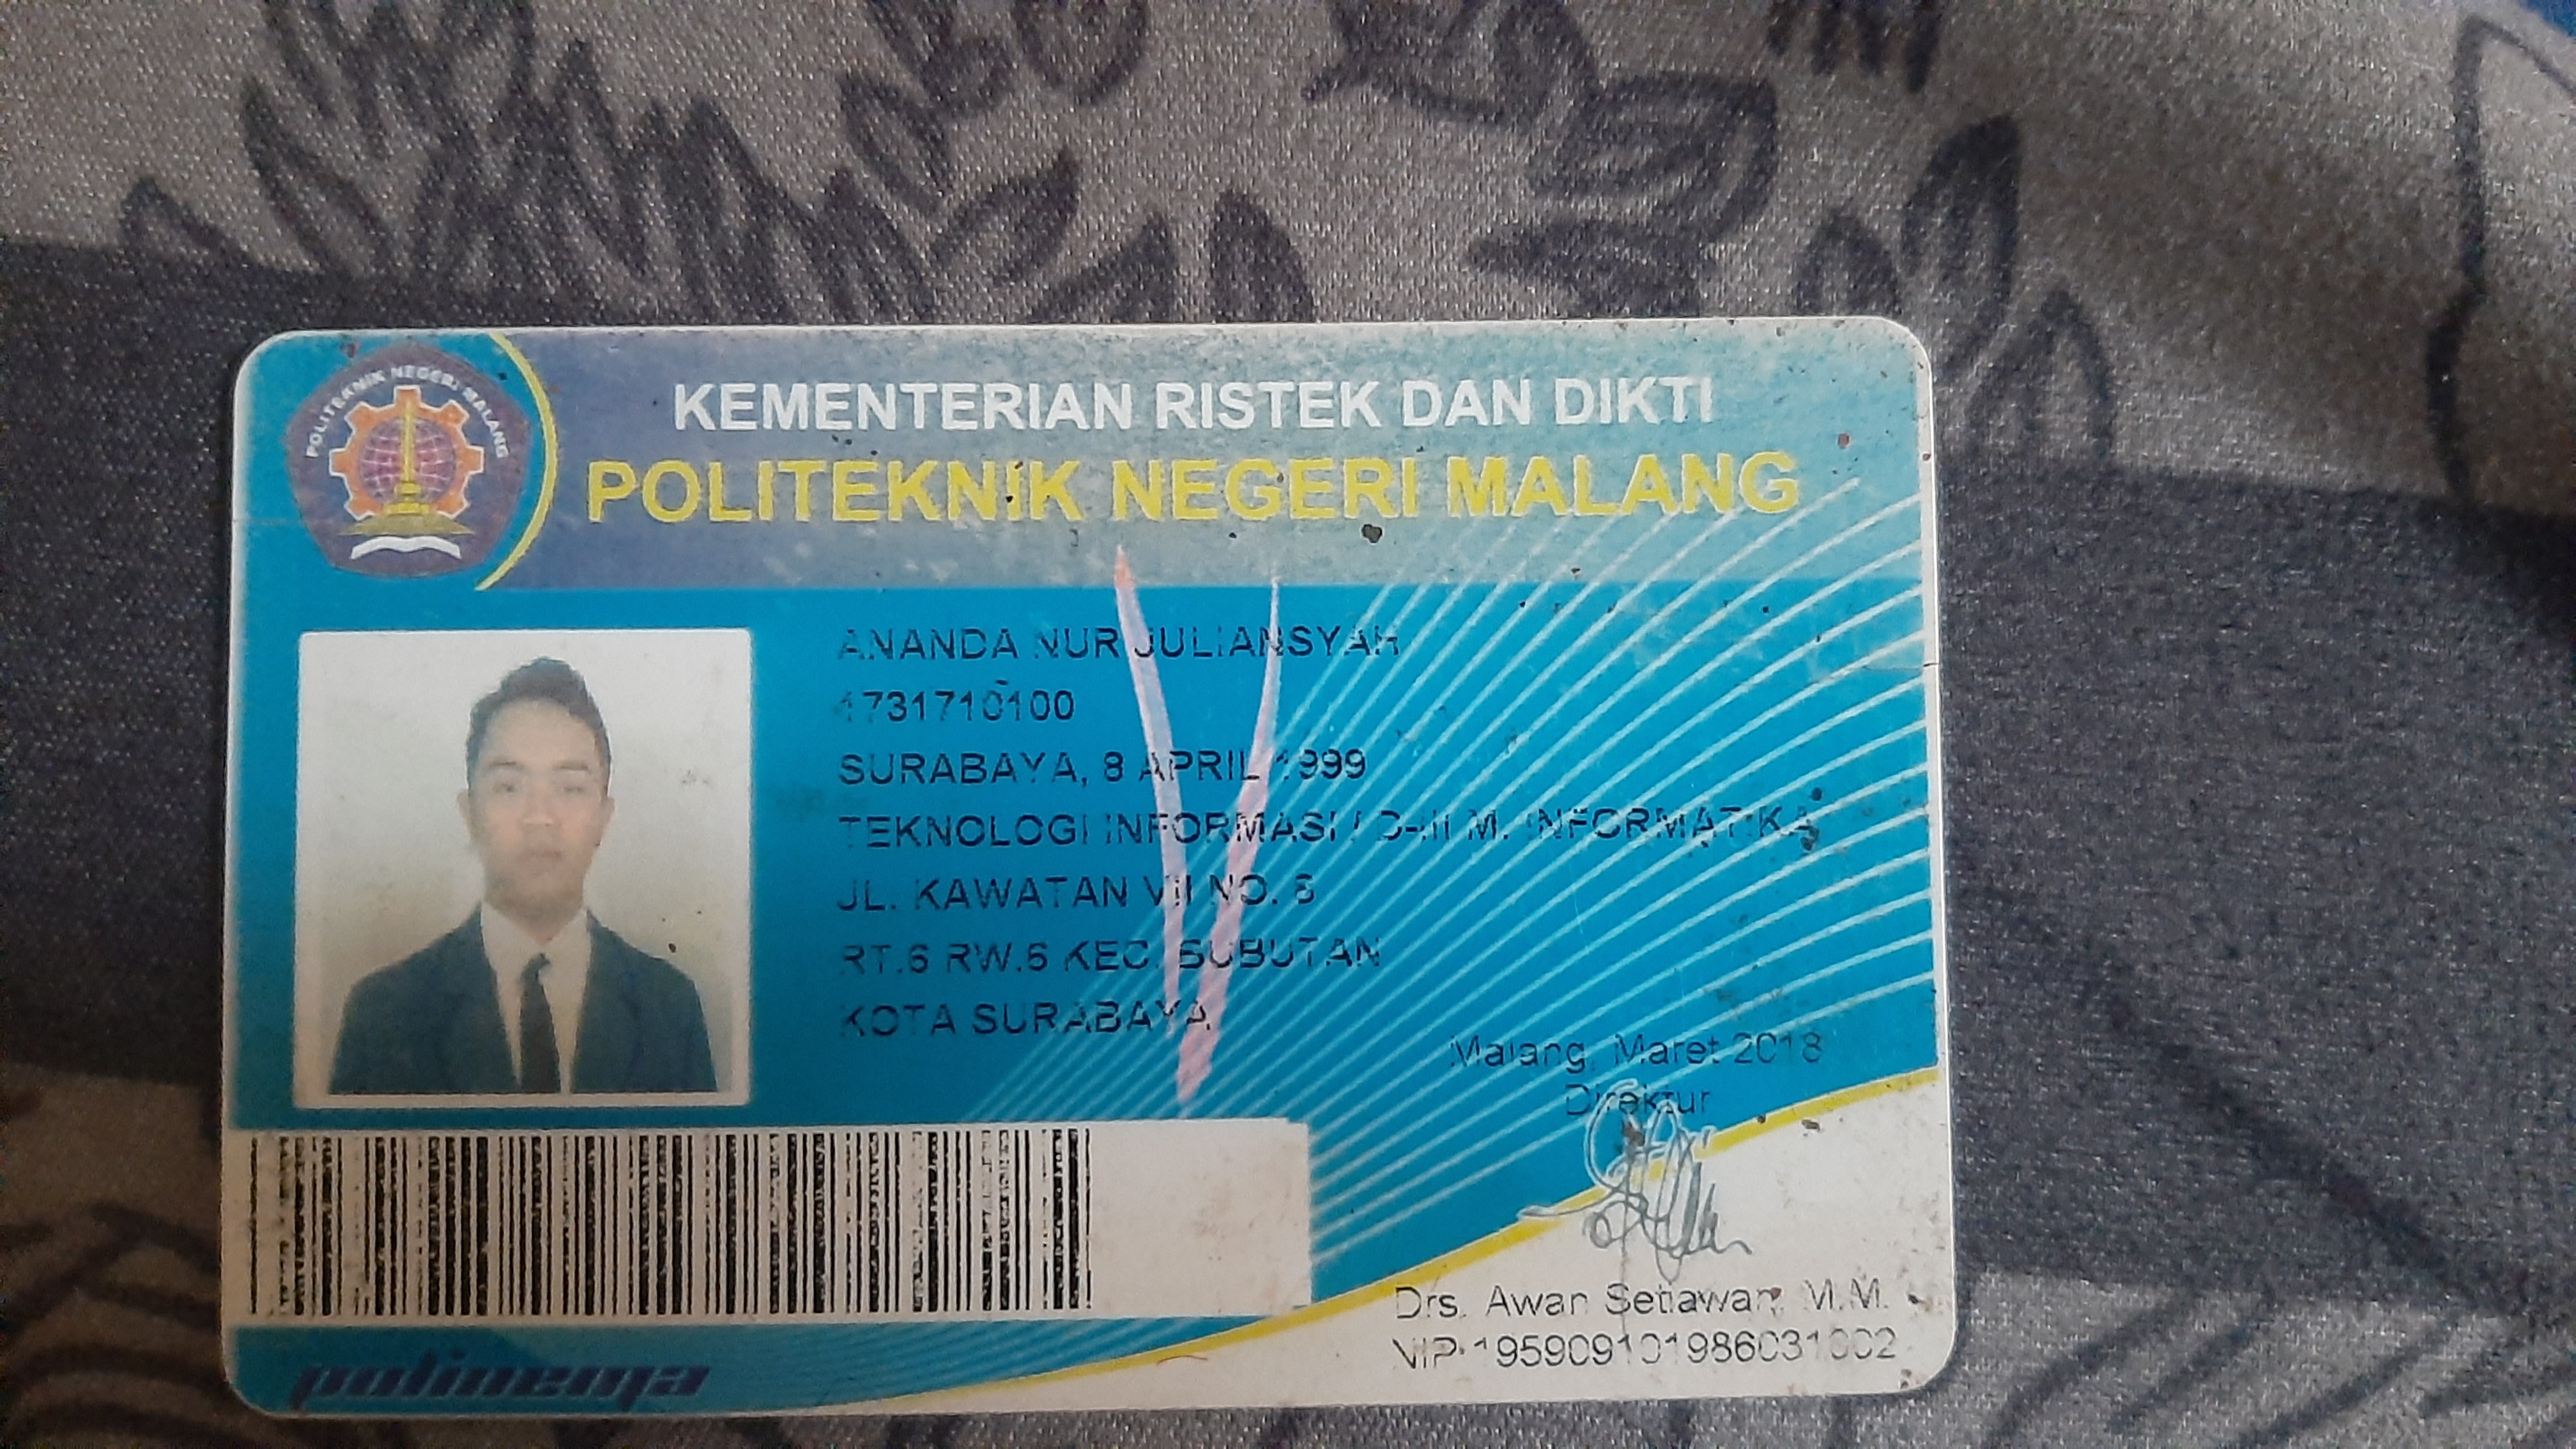 KEMENTERIAN RISTEK DAN DIKTI
POLITEKNIK NEGERI MALANG
POLITEKNIK NEGERI MALANG
ANANDA NUR JULIANSYAH
1731710100
SURABAYA, 8 APRIL 1999
TEKNOLOGI INFORMASI / D-III M. INFORMATIKA
JL. KAWATAN VII NO. 6
RT.6 RW.5 KEC. BUBUTAN
KOTA SURABAYA
Malang, Maret 2018
Direktur
Drs. Awan Setiawan, M.M.
NIP.195909101986031002
polinema